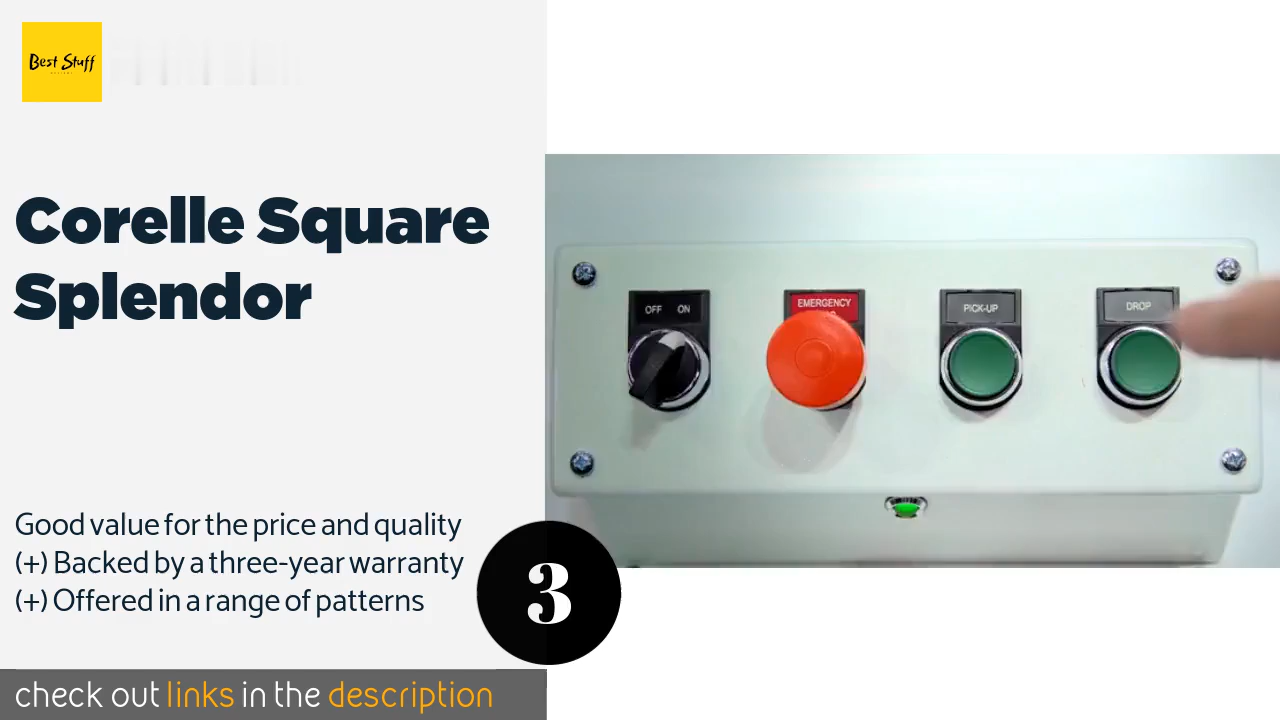 Best Stuff
Corelle Square
Splendor
OFF ON
EMERGENCY
PICK-UP
DROP
Good value for the price and quality
(+) Backed by a three-year warranty
(+) Offered in a range of patterns
3
check out links in the description